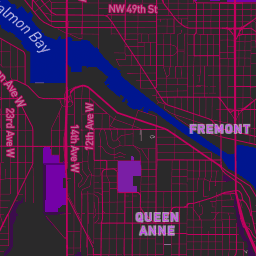 NW 49th St
almon Bay
n Ave W
23rd Ave W
14th Ave W
12th Ave W
FREMONT
QUEEN
ANNE